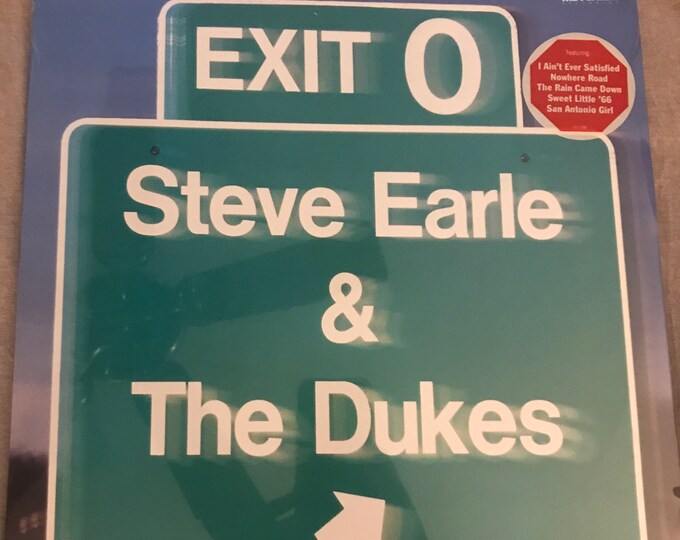 EXIT 0
Featuring
I Ain't Ever Satisfied
Nowhere Road
The Rain Came Down
Sweet Little '66
San Antonio Girl
Steve Earle
&
The Dukes